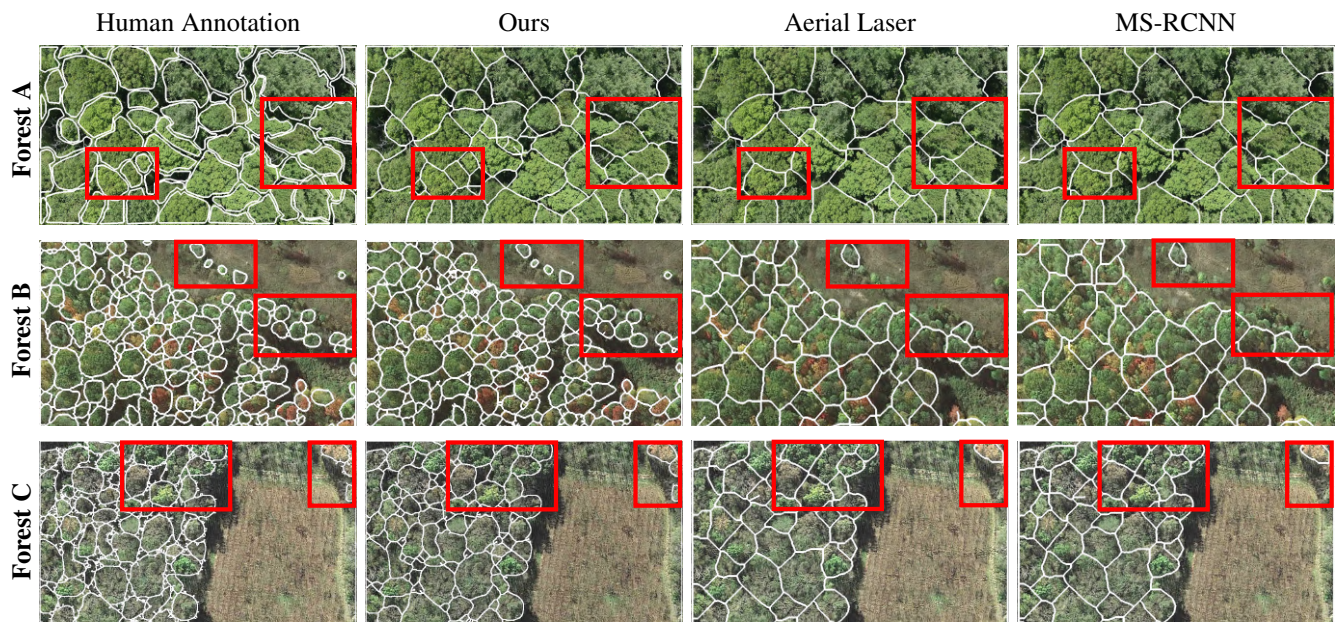 Human Annotation
Ours
Aerial Laser
MS-RCNN
Forest A
Forest B
Forest C